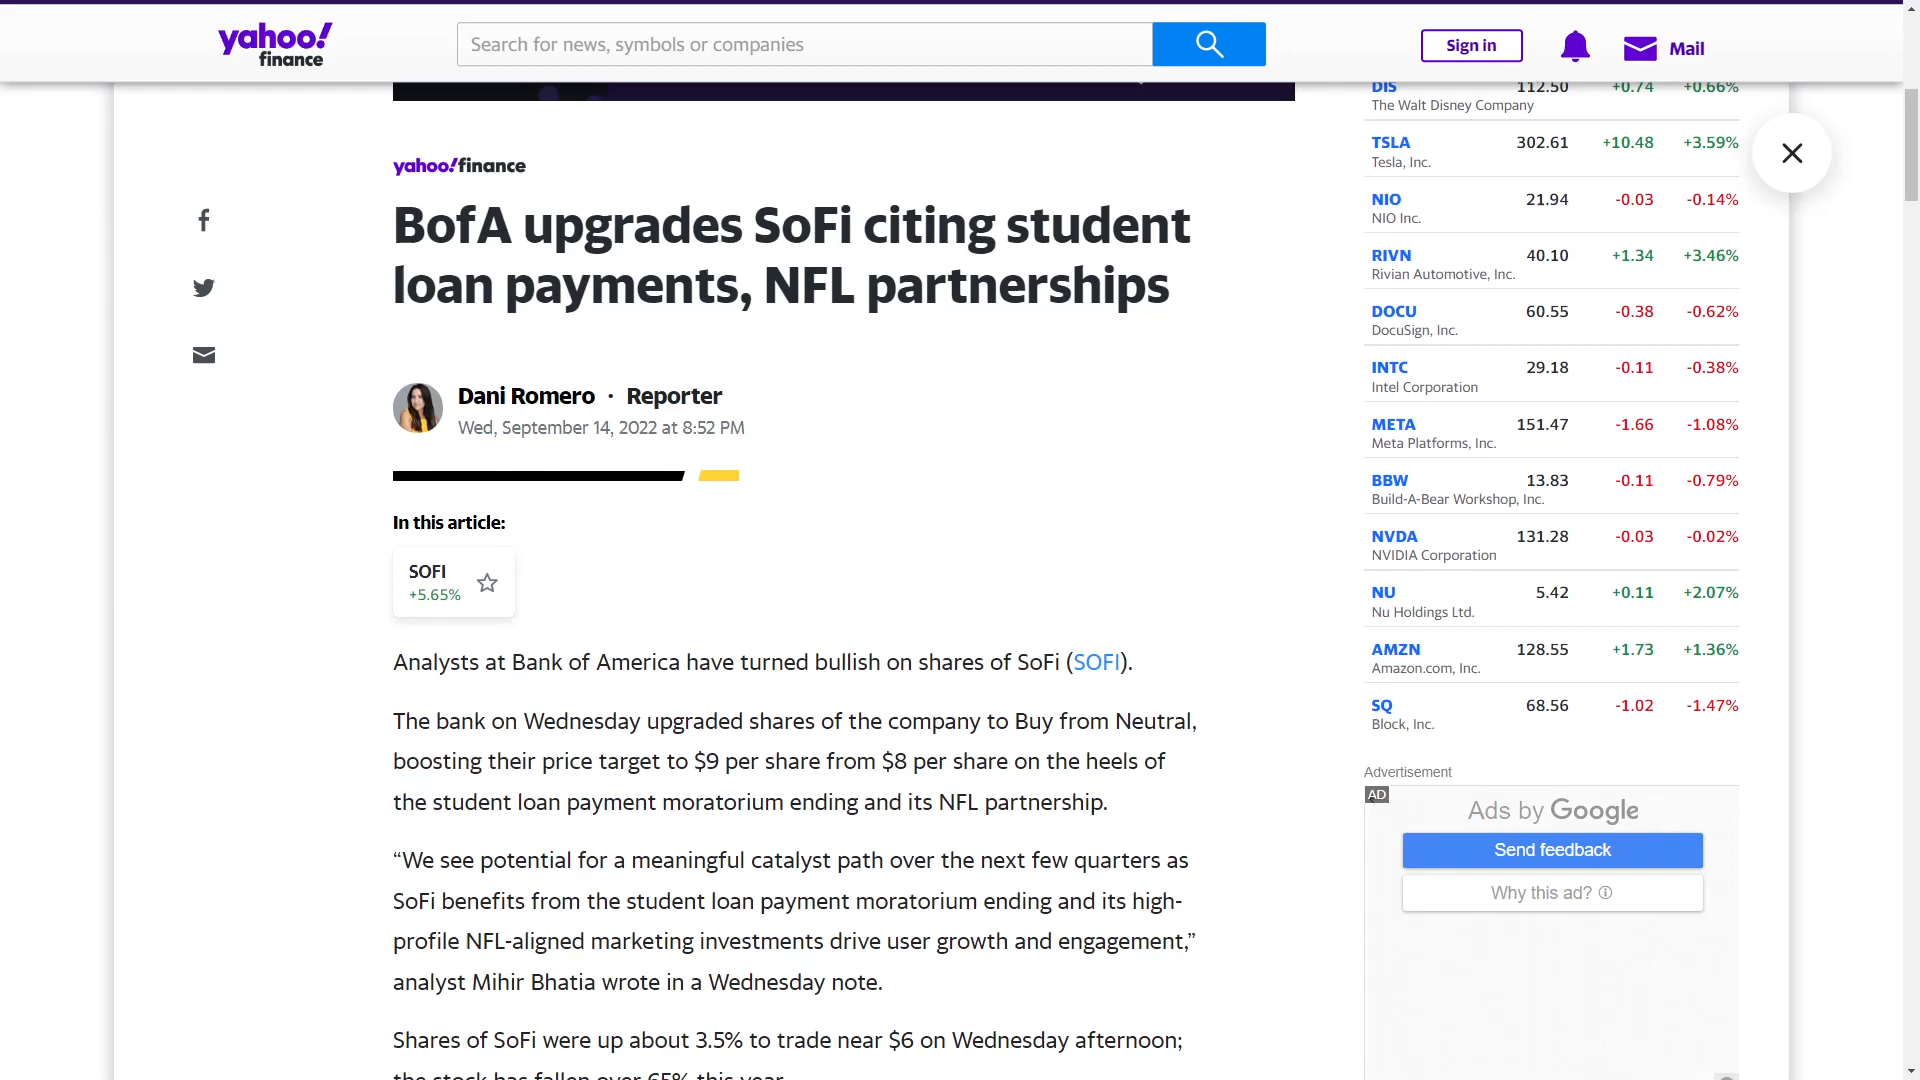 yahoo!
finance
Search for news, symbols or companies
Sign in
Mail
yahoo!finance
BofA upgrades SoFi citing student
loan payments, NFL partnerships
Dani Romero · Reporter
Wed, September 14, 2022 at 8:52 PM
In this article:
SOFI
+5.65%
Analysts at Bank of America have turned bullish on shares of SoFi (SOFI).
The bank on Wednesday upgraded shares of the company to Buy from Neutral,
boosting their price target to $9 per share from $8 per share on the heels of
the student loan payment moratorium ending and its NFL partnership.
“We see potential for a meaningful catalyst path over the next few quarters as
SoFi benefits from the student loan payment moratorium ending and its high-
profile NFL-aligned marketing investments drive user growth and engagement,”
analyst Mihir Bhatia wrote in a Wednesday note.
Shares of SoFi were up about 3.5% to trade near $6 on Wednesday afternoon;
the stock has fallen over 65% this year.
DIS 112.50 +0.74 +0.66%
The Walt Disney Company
TSLA 302.61 +10.48 +3.59%
Tesla, Inc.
NIO 21.94 -0.03 -0.14%
NIO Inc.
RIVN 40.10 +1.34 +3.46%
Rivian Automotive, Inc.
DOCU 60.55 -0.38 -0.62%
DocuSign, Inc.
INTC 29.18 -0.11 -0.38%
Intel Corporation
META 151.47 -1.66 -1.08%
Meta Platforms, Inc.
BBW 13.83 -0.11 -0.79%
Build-A-Bear Workshop, Inc.
NVDA 131.28 -0.03 -0.02%
NVIDIA Corporation
NU 5.42 +0.11 +2.07%
Nu Holdings Ltd.
AMZN 128.55 +1.73 +1.36%
Amazon.com, Inc.
SQ 68.56 -1.02 -1.47%
Block, Inc.
Advertisement
AD
Ads by Google
Send feedback
Why this ad?